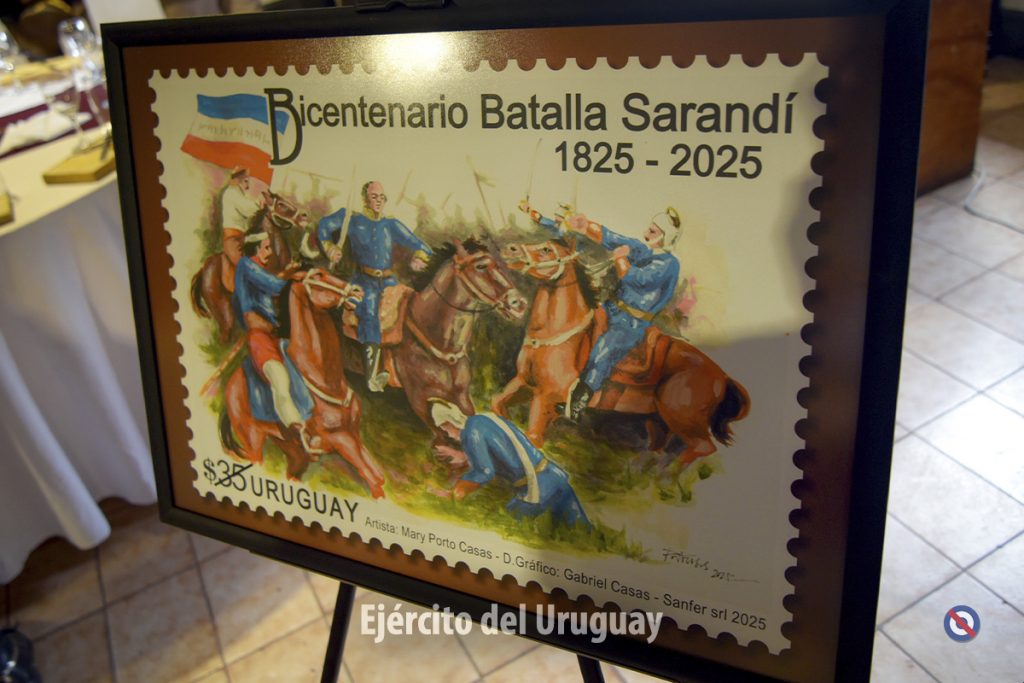 Bicentenario Batalla Sarandí
1825 - 2025
$35 URUGUAY
Artista: Mary Porto Casas - D.Gráfico: Gabriel Casas - Sanfer srl 2025
Ejército del Uruguay